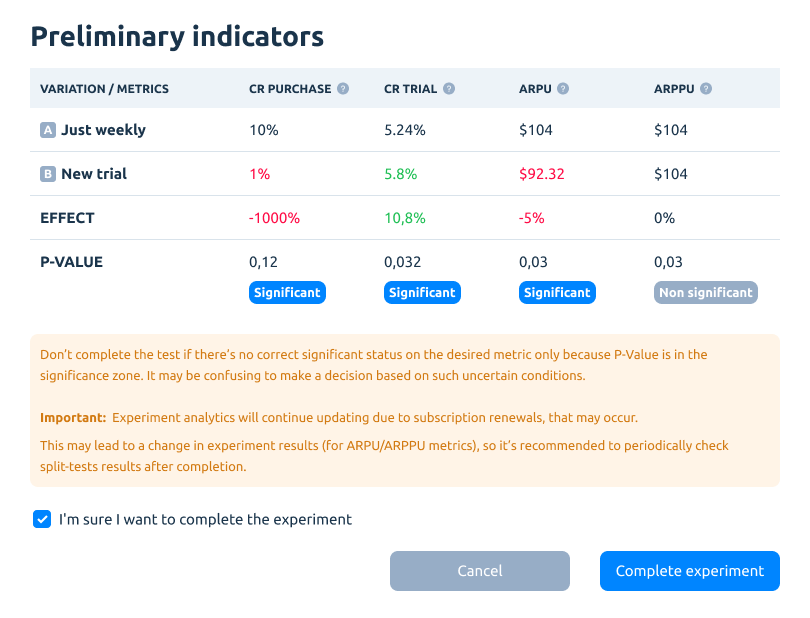 Preliminary indicators
VARIATION / METRICS CR PURCHASE ? CR TRIAL ? ARPU ? ARPPU ?
A Just weekly 10% 5.24% $104 $104
B New trial 1% 5.8% $92.32 $104
EFFECT -1000% 10,8% -5% 0%
P-VALUE 0,12 0,032 0,03 0,03
Significant Significant Significant Non significant
Don't complete the test if there's no correct significant status on the desired metric only because P-Value is in the
significance zone. It may be confusing to make a decision based on such uncertain conditions.
Important: Experiment analytics will continue updating due to subscription renewals, that may occur.
This may lead to a change in experiment results (for ARPU/ARPPU metrics), so it's recommended to periodically check
split-tests results after completion.
I'm sure I want to complete the experiment
Cancel Complete experiment